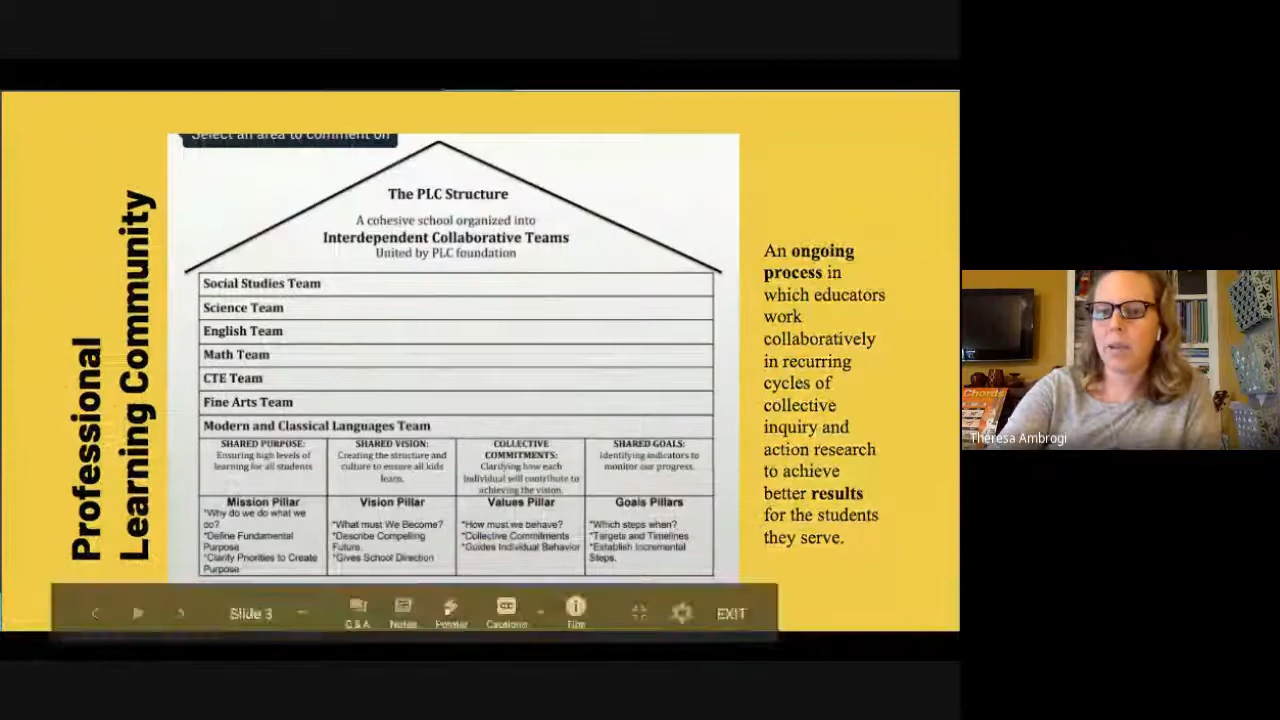 Professional
Learning Community
Select an area to comment on
The PLC Structure
A cohesive school organized into
Interdependent Collaborative Teams
United by PLC foundation
Social Studies Team
Science Team
English Team
Math Team
CTE Team
Fine Arts Team
Modern and Classical Languages Team
SHARED PURPOSE:
Ensuring high levels of
learning for all students
SHARED VISION:
Creating the structure and
culture to ensure all kids
learn.
COLLECTIVE
COMMITMENTS:
Clarifying how each
individual will contribute to
achieving the vision.
SHARED GOALS:
Identifying indicators to
monitor our progress.
Mission Pillar
*Why do we do what we
do?
*Define Fundamental
Purpose
*Clarify Priorities to Create
Purpose
Vision Pillar
*What must We Become?
*Describe Compelling
Future.
*Gives School Direction
Values Pillar
*How must we behave?
*Collective Commitments
*Guides Individual Behavior
Goals Pillars
*Which steps when?
*Targets and Timelines
*Establish Incremental
Steps.
An ongoing
process in
which educators
work
collaboratively
in recurring
cycles of
collective
inquiry and
action research
to achieve
better results
for the students
they serve.
Slide 3
Q & A
Notes
Pointer
CC
Captions
EXIT
Chords
Theresa Ambrogi